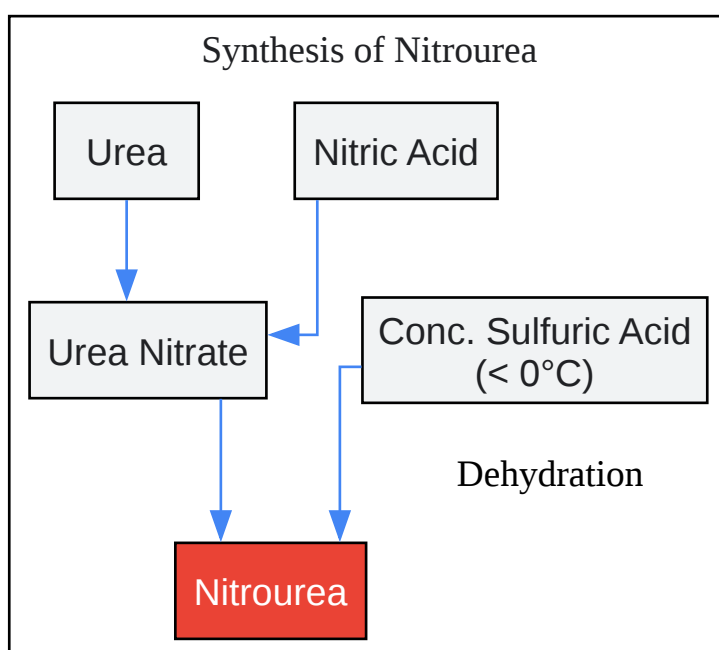 Synthesis of Nitrourea
Urea
Nitric Acid
Urea Nitrate
Conc. Sulfuric Acid
(< 0°C)
Dehydration
Nitrourea